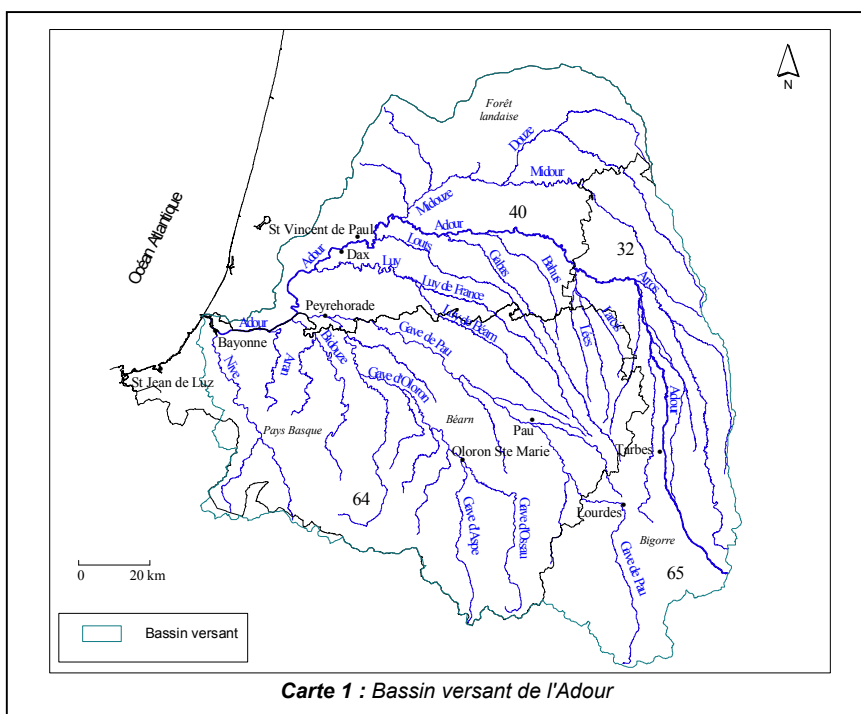 N
Forêt
landaise
Douze
Midour
Océan Atlantique
Midouze
40
32
St Vincent de Paul
Adour
Adour
Dax
Louts
Gabas
Bahus
Arros
Luy
Luy de France
Luy de Béarn
Larcis
Lées
Peyrehorade
Adour
Bayonne
Gave de Pau
Bidouze
Aran
Nive
St Jean de Luz
Gave d'Oloron
Adour
Pays Basque
Béarn
Pau
Oloron Ste Marie
Tarbes
64
Lourdes
Gave d'Aspe
Gave d'Ossau
Bigorre
Gave de Pau
65
0 20 km
Bassin versant
Carte 1 : Bassin versant de l'Adour